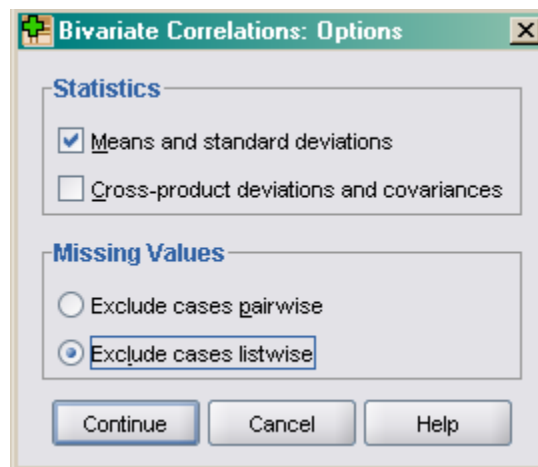 Bivariate Correlations: Options
Statistics
Means and standard deviations
Cross-product deviations and covariances
Missing Values
Exclude cases pairwise
Exclude cases listwise
Continue
Cancel
Help